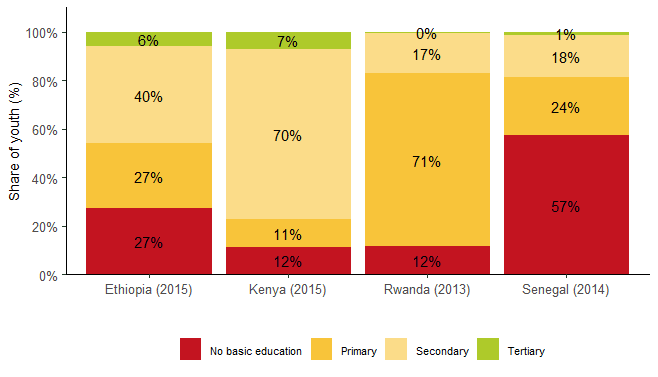 100%
80%
60%
40%
20%
0%
Share of youth (%)
6% 7% 0% 1%
40% 70% 17% 18%
27% 11% 71% 24%
27% 12% 12% 57%
Ethiopia (2015) Kenya (2015) Rwanda (2013) Senegal (2014)
No basic education Primary Secondary Tertiary